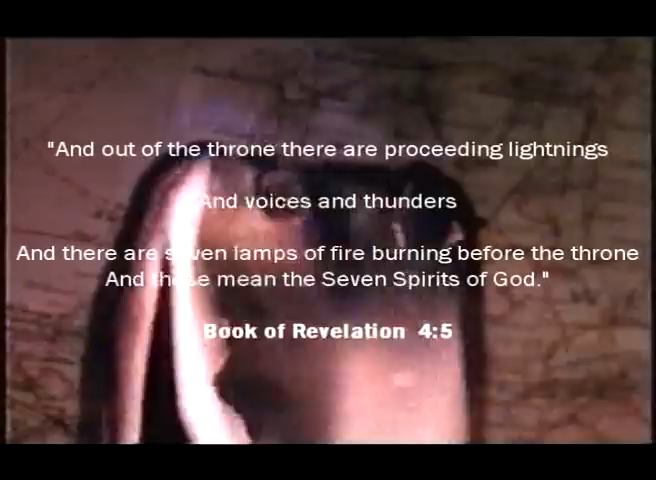 "And out of the throne there are proceeding lightnings
And voices and thunders
And there are seven lamps of fire burning before the throne
And those mean the Seven Spirits of God."
Book of Revelation 4:5